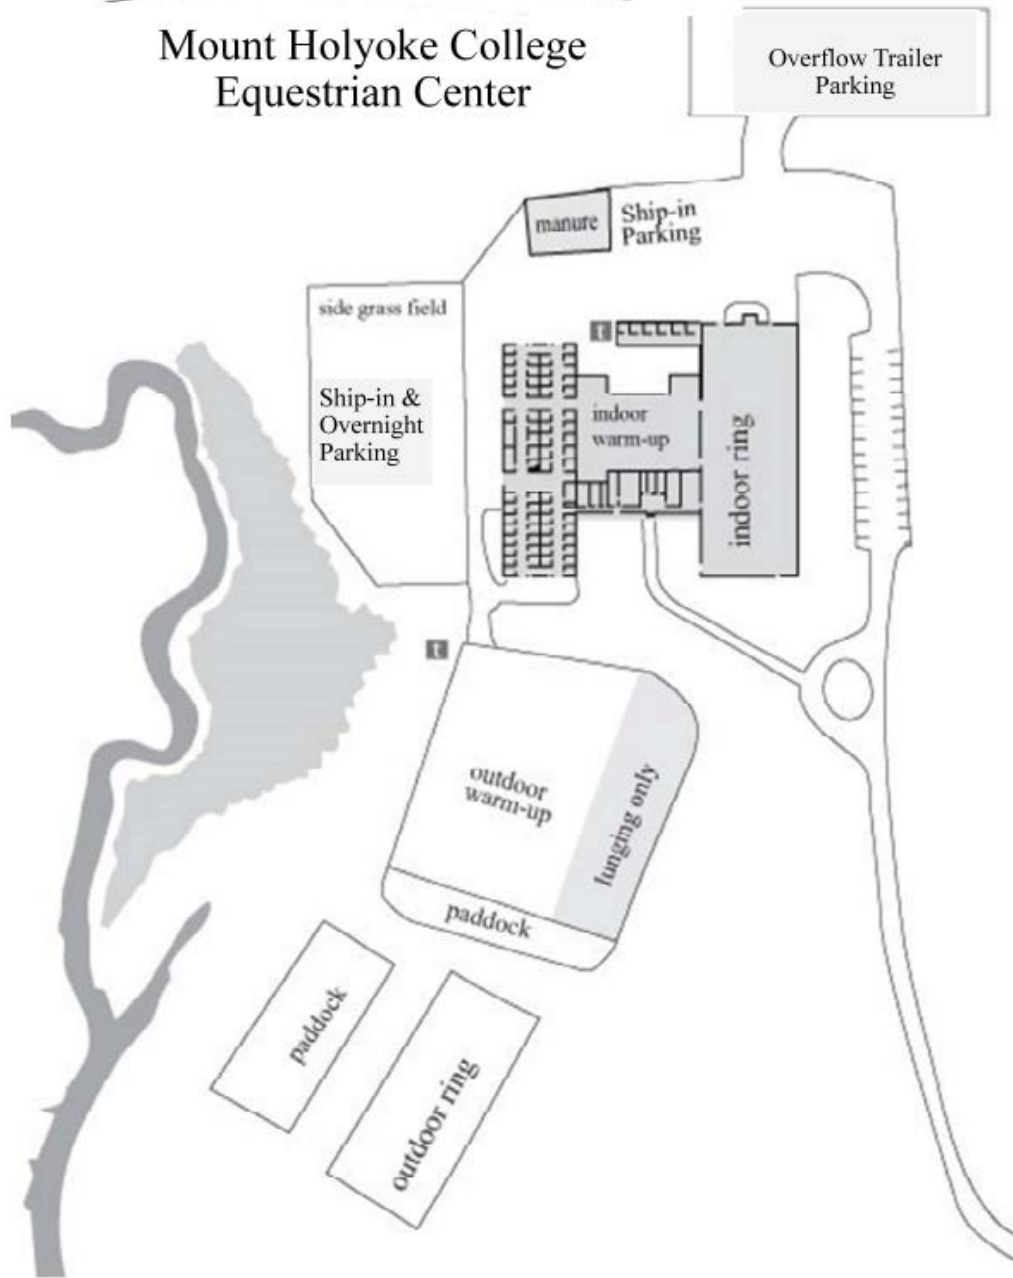 Mount Holyoke College
Equestrian Center
Overflow Trailer
Parking
manure
Ship-in
Parking
side grass field
t
Ship-in &
Overnight
Parking
indoor
warm-up
indoor ring
t
outdoor
warm-up
lunging only
paddock
paddock
outdoor ring